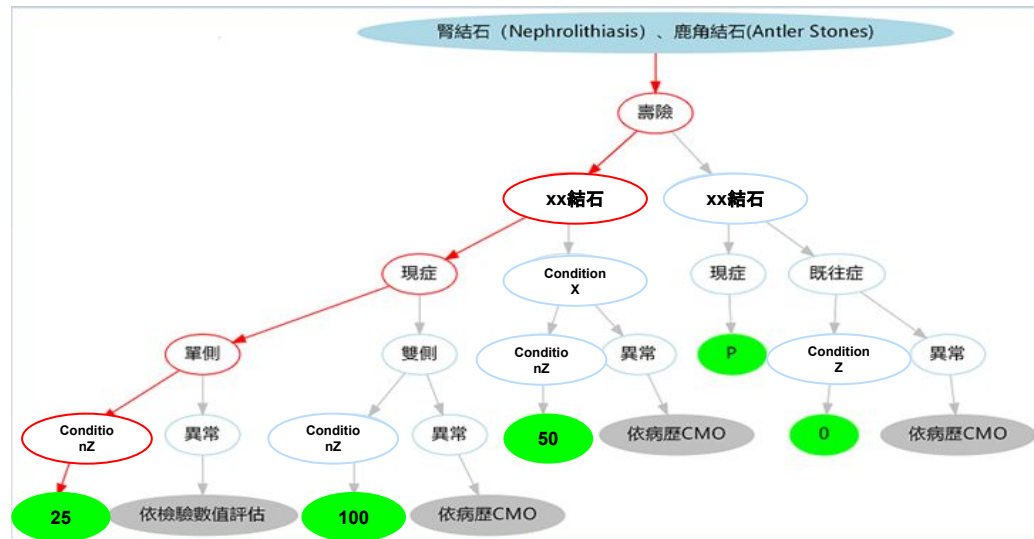 腎結石（Nephrolithiasis）、鹿角結石(Antler Stones)
壽險
xx結石
xx結石
現症
Condition
X
現症
既往症
單側
雙側
Conditio
nZ
異常
P
Condition
Z
異常
Conditio
nZ
異常
Conditio
nZ
異常
50
依病歷CMO
0
依病歷CMO
25
依檢驗數值評估
100
依病歷CMO